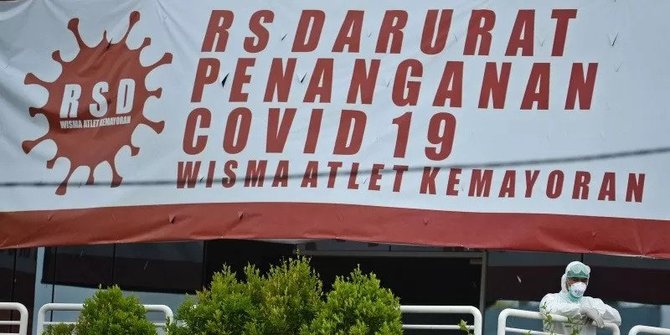 RSD
WISMA ATLET KEMAYORAN
RS DARURAT
PENANGANAN
COVID 19
WISMA ATLET KEMAYORAN